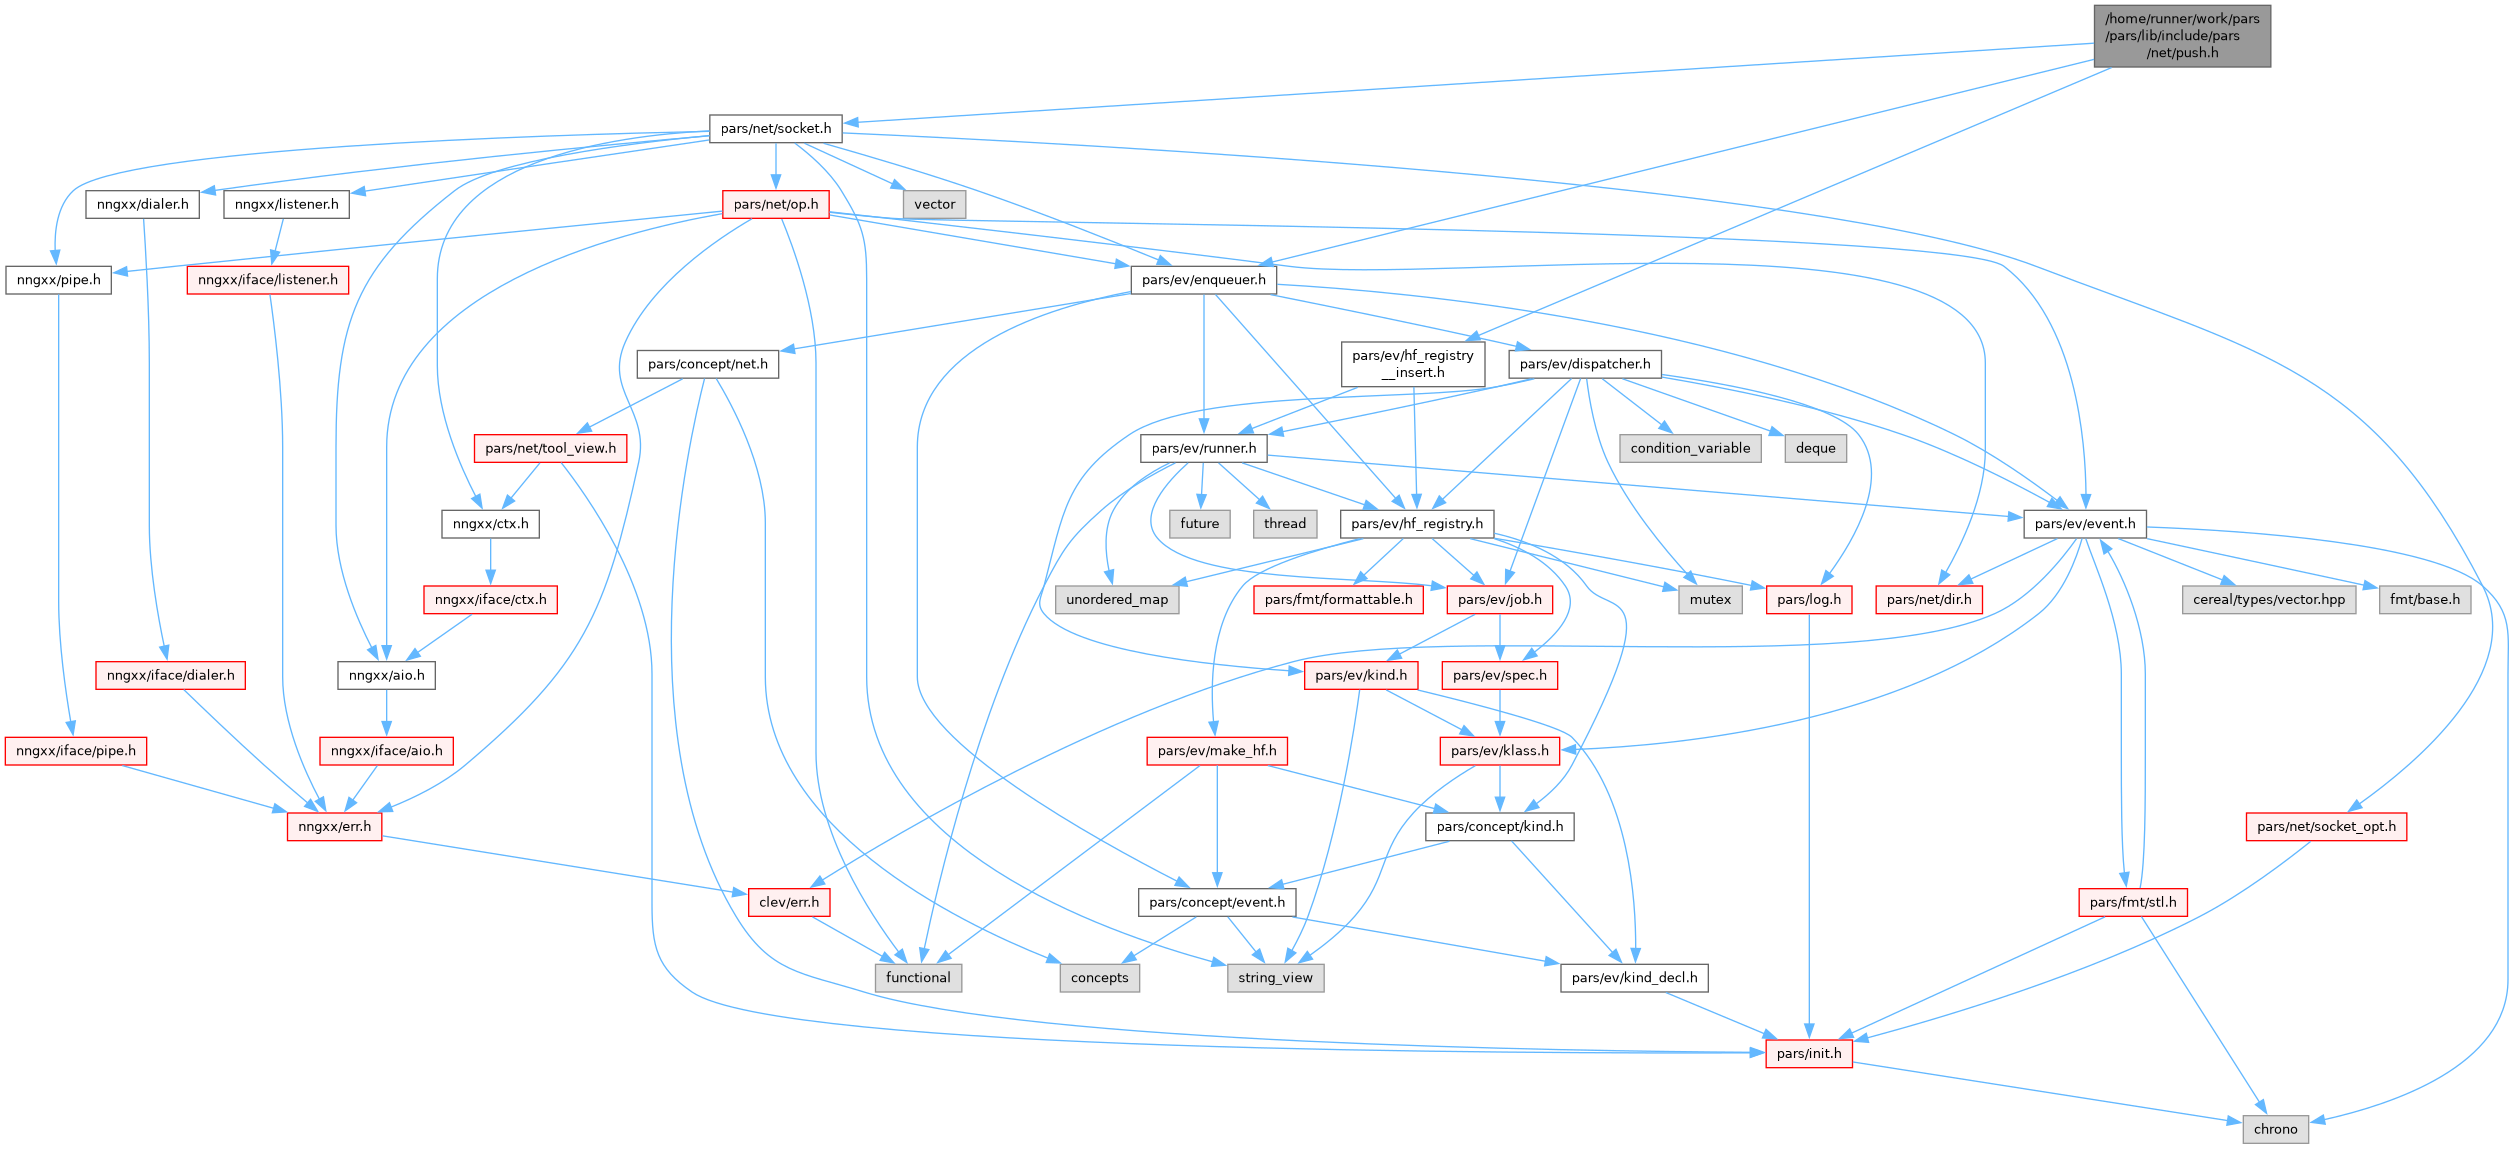 /home/runner/work/pars
/pars/lib/include/pars
/net/push.h
pars/net/socket.h
nngxx/dialer.h
nngxx/listener.h
pars/net/op.h
vector
nngxx/pipe.h
nngxx/iface/listener.h
pars/ev/enqueuer.h
pars/concept/net.h
pars/ev/hf_registry
__insert.h
pars/ev/dispatcher.h
pars/net/tool_view.h
pars/ev/runner.h
condition_variable
deque
nngxx/ctx.h
future
thread
pars/ev/hf_registry.h
pars/ev/event.h
nngxx/iface/ctx.h
unordered_map
pars/fmt/formattable.h
pars/ev/job.h
mutex
pars/log.h
pars/net/dir.h
cereal/types/vector.hpp
fmt/base.h
nngxx/iface/dialer.h
nngxx/aio.h
pars/ev/kind.h
pars/ev/spec.h
nngxx/iface/pipe.h
nngxx/iface/aio.h
pars/ev/make_hf.h
pars/ev/klass.h
nngxx/err.h
pars/concept/kind.h
pars/net/socket_opt.h
clev/err.h
pars/concept/event.h
pars/fmt/stl.h
functional
concepts
string_view
pars/ev/kind_decl.h
pars/init.h
chrono